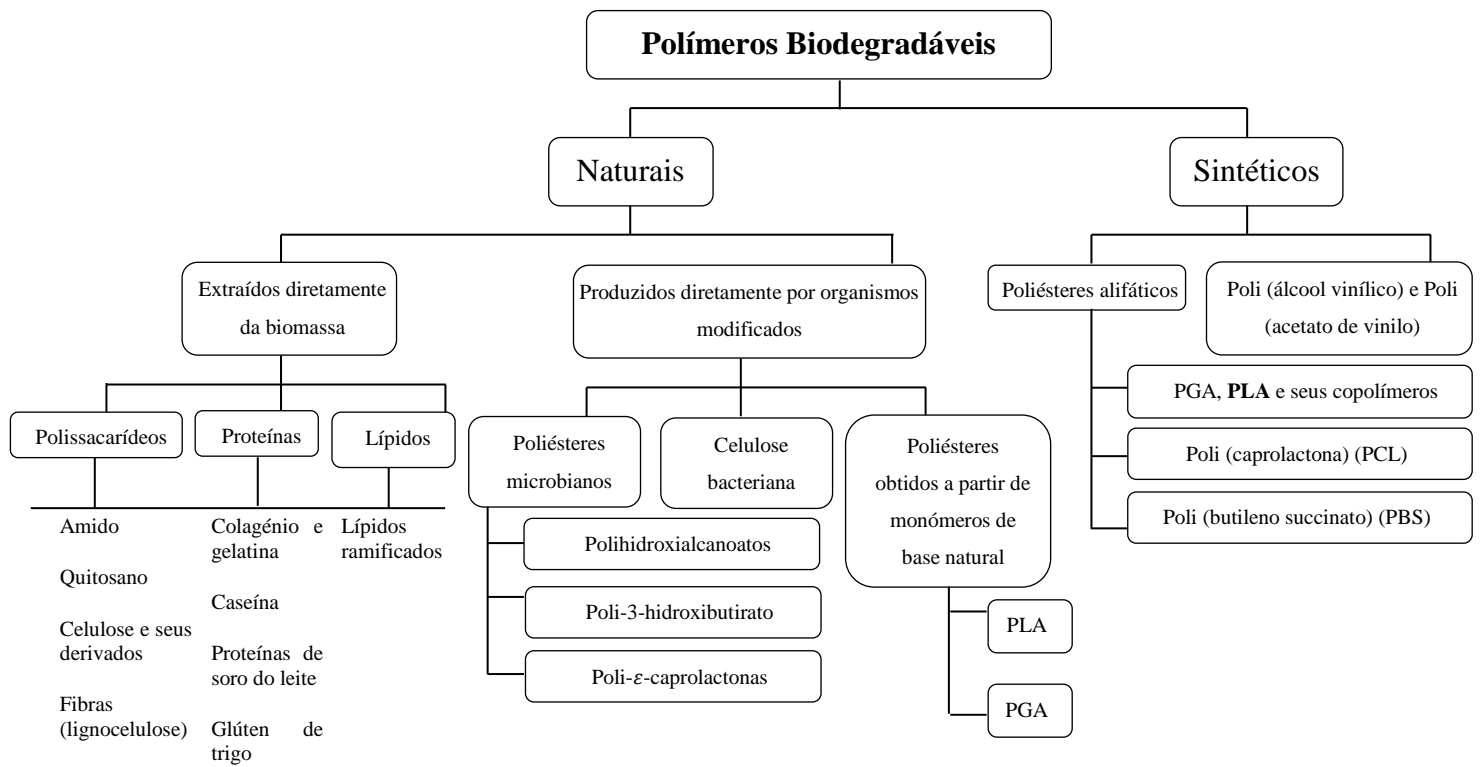 Polímeros Biodegradáveis
Naturais
Sintéticos
Extraídos diretamente
da biomassa
Produzidos diretamente por organismos
modificados
Poliésteres alifáticos
Poli (álcool vinílico) e Poli
(acetato de vinilo)
Polissacarídeos
Proteínas
Lípidos
Poliésteres
microbianos
Celulose
bacteriana
Poliésteres
obtidos a partir de
monómeros de
base natural
PGA, PLA e seus copolímeros
Poli (caprolactona) (PCL)
Poli (butileno succinato) (PBS)
Amido
Quitosano
Celulose e seus
derivados
Fibras
(lignocelulose)
Colagénio e
gelatina
Caseína
Proteínas de
soro do leite
Glúten de
trigo
Lípidos
ramificados
Polihidroxialcanoatos
Poli-3-hidroxibutirato
Poli-ε-caprolactonas
PLA
PGA